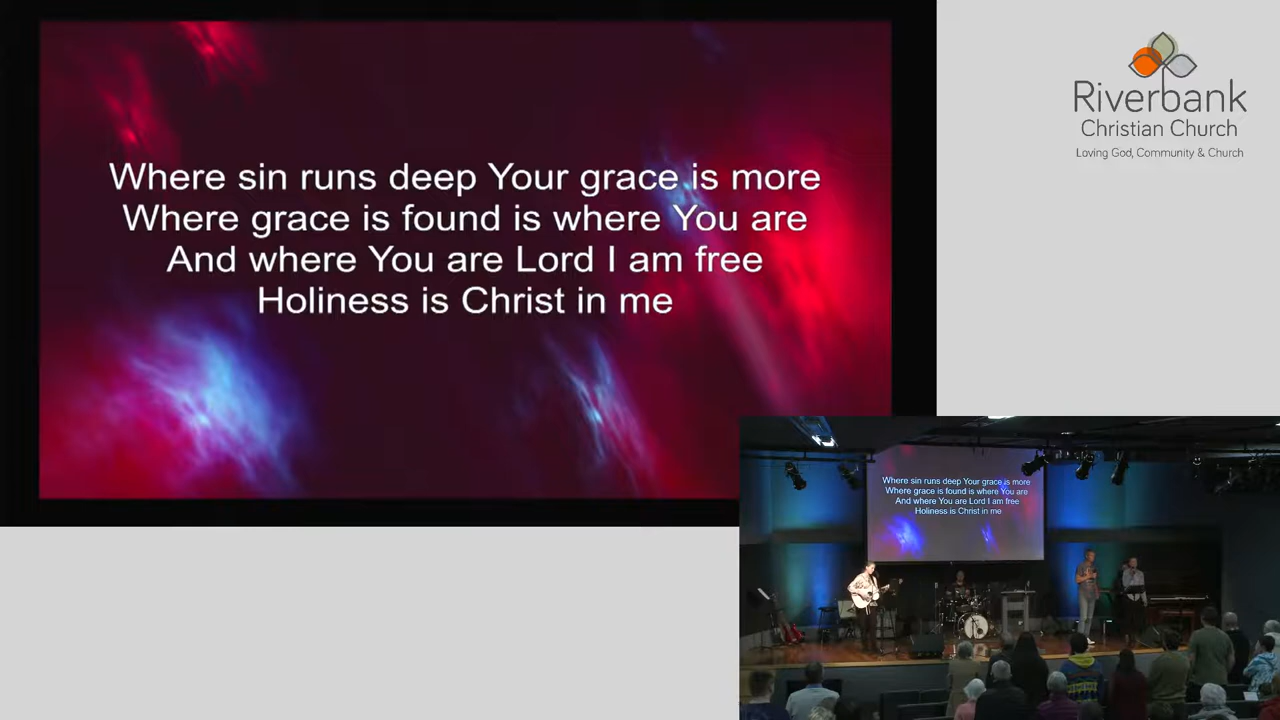 Where sin runs deep Your grace is more
Where grace is found is where You are
And where You are Lord I am free
Holiness is Christ in me
Riverbank
Christian Church
Loving God, Community & Church
Where sin runs deep Your grace is more
Where grace is found is where You are
And where You are Lord I am free
Holiness is Christ in me